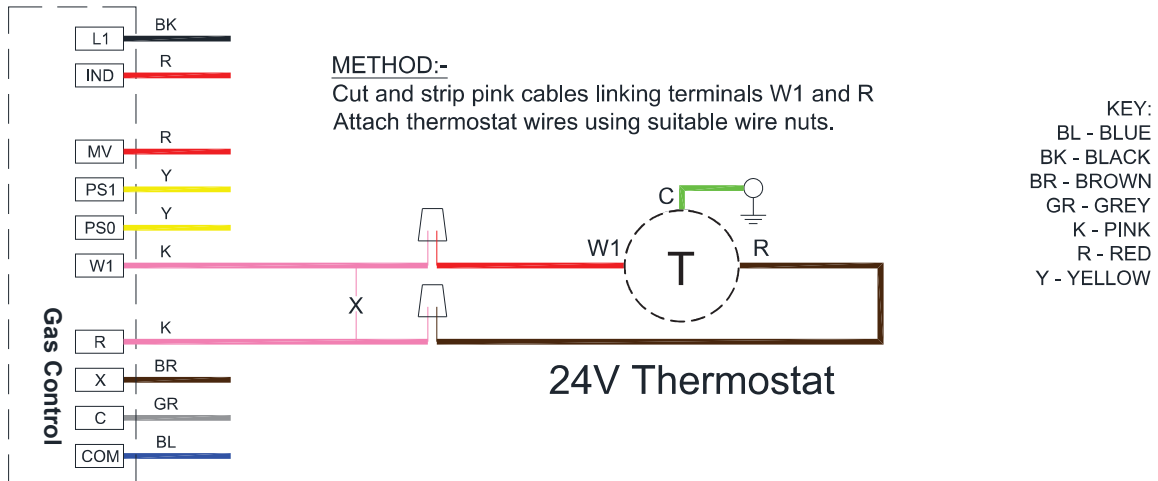 L1 BK
IND R
METHOD:-
Cut and strip pink cables linking terminals W1 and R
Attach thermostat wires using suitable wire nuts.
KEY:
BL - BLUE
BK - BLACK
BR - BROWN
GR - GREY
K - PINK
R - RED
Y - YELLOW
MV R
PS1 Y
PS0 Y
W1 K
C
W1 T R
X
R K
X BR
C GR
COM BL
Gas Control
24V Thermostat